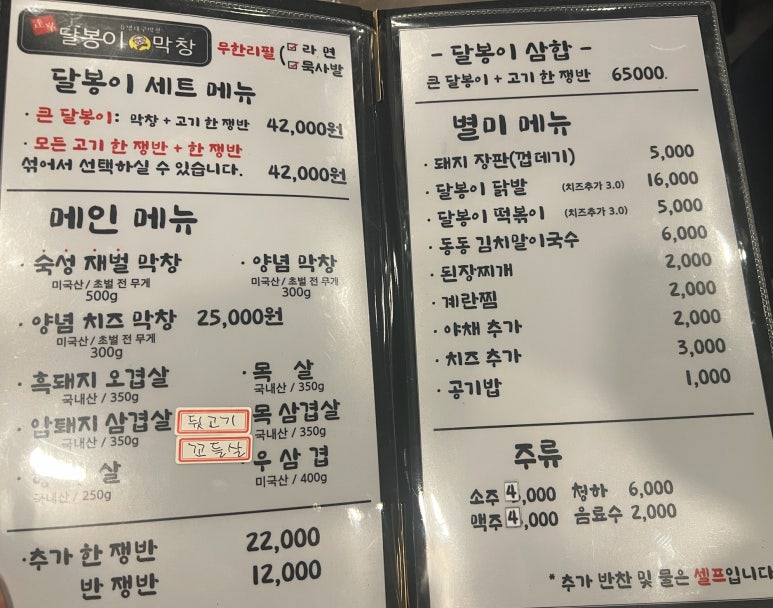 달봉이 막창
무한리필 ( ☑ 라면
☑ 묵사발
달봉이 세트 메뉴
· 큰 달봉이: 막창 + 고기 한 쟁반 42,000원
· 모든 고기 한 쟁반 + 한 쟁반
섞어서 선택하실 수 있습니다. 42,000원
메인 메뉴
· 숙성 재벌 막창 · 양념 막창
미국산 / 초벌 전 무게 미국산 / 초벌 전 무게
500g 300g
· 양념 치즈 막창 25,000원
미국산 / 초벌 전 무게
300g
· 흑돼지 오겹살 · 목 살
국내산 / 350g 국내산 / 350g
· 암돼지 삼겹살 뒷고기 목 삼겹살
국내산 / 350g 국내산 / 350g
살 꼬들살 우 삼 겹
국내산 / 250g 미국산 / 400g
· 추가 한 쟁반 22,000
반 쟁반 12,000
- 달봉이 삼합 -
큰 달봉이 + 고기 한 쟁반 65000.
별미 메뉴
· 돼지 장판(껍데기) 5,000
· 달봉이 닭발 (치즈추가 3.0) 16,000
· 달봉이 떡볶이 (치즈추가 3.0) 5,000
· 동동 김치말이국수 6,000
· 된장찌개 2,000
· 계란찜 2,000
· 야채 추가 2,000
· 치즈 추가 3,000
· 공기밥 1,000
주류
소주 4,000 청하 6,000
맥주 4,000 음료수 2,000
* 추가 반찬 및 물은 셀프입니다